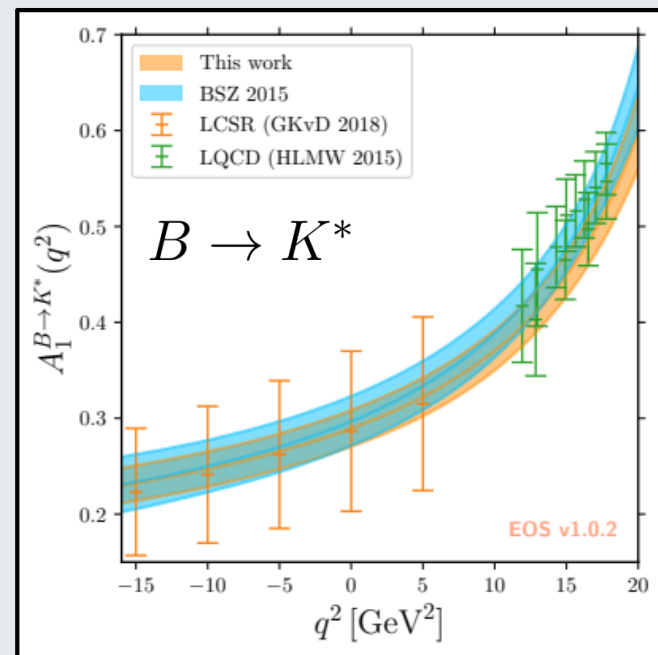 0.7
0.6
0.5
0.4
0.3
0.2
A₁^{B→K*}(q²)
This work
BSZ 2015
LCSR (GKvD 2018)
LQCD (HLMW 2015)
B → K*
EOS v1.0.2
−15 −10 −5 0 5 10 15 20
q² [GeV²]